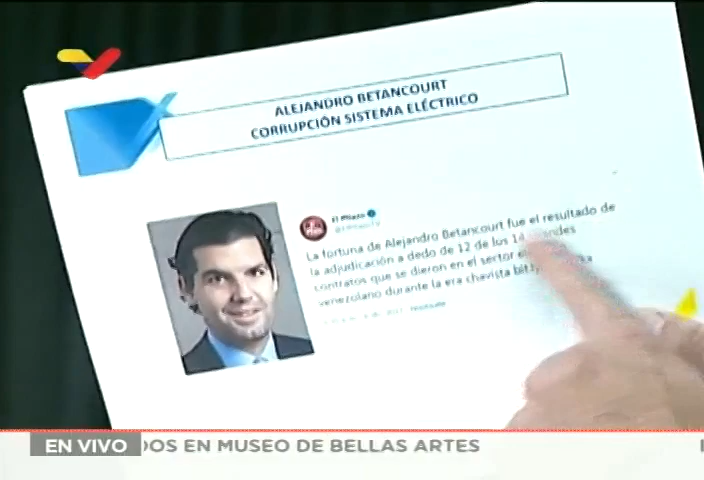 ALEJANDRO BETANCOURT
CORRUPCIÓN SISTEMA ELÉCTRICO
El Pitazo
La fortuna de Alejandro Betancourt fue el resultado de
la adjudicación a dedo de 12 de los 14
contratos que se dieron en el sector
venezolano durante la era chavista
EN VIVO DOS EN MUSEO DE BELLAS ARTES